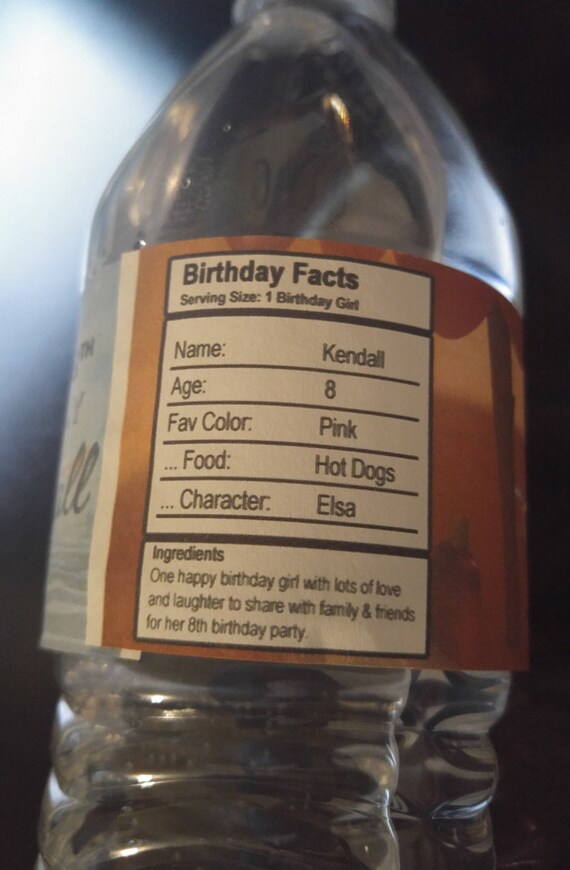 Birthday Facts
Serving Size: 1 Birthday Girl
Name: Kendall
Age: 8
Fav Color: Pink
... Food: Hot Dogs
... Character: Elsa
Ingredients
One happy birthday girl with lots of love
and laughter to share with family & friends
for her 8th birthday party.